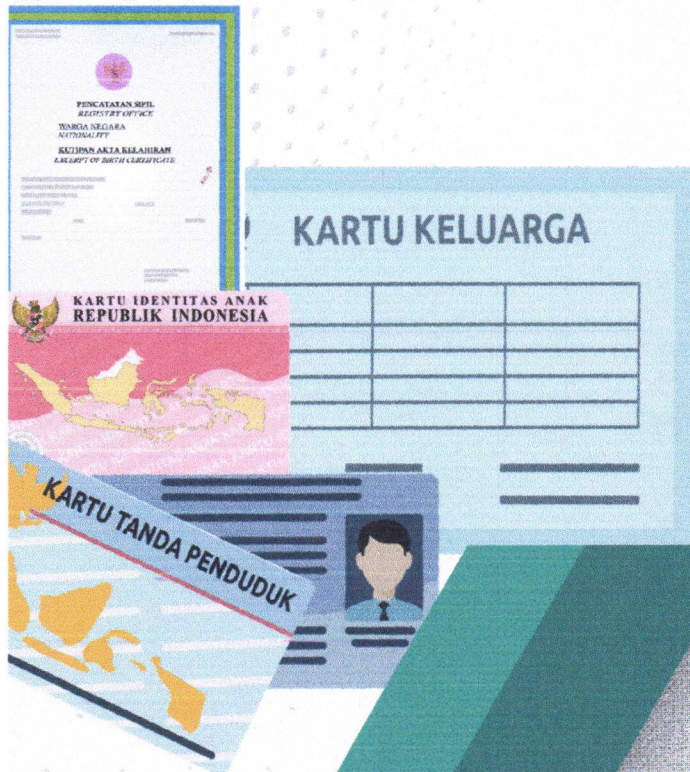 PENCATATAN SIPIL
REGISTRY OFFICE
WARGA NEGARA
NATIONALITY
KUTIPAN AKTA KELAHIRAN
EXCERPT OF BIRTH CERTIFICATE
KARTU KELUARGA
KARTU IDENTITAS ANAK
REPUBLIK INDONESIA
KARTU TANDA PENDUDUK